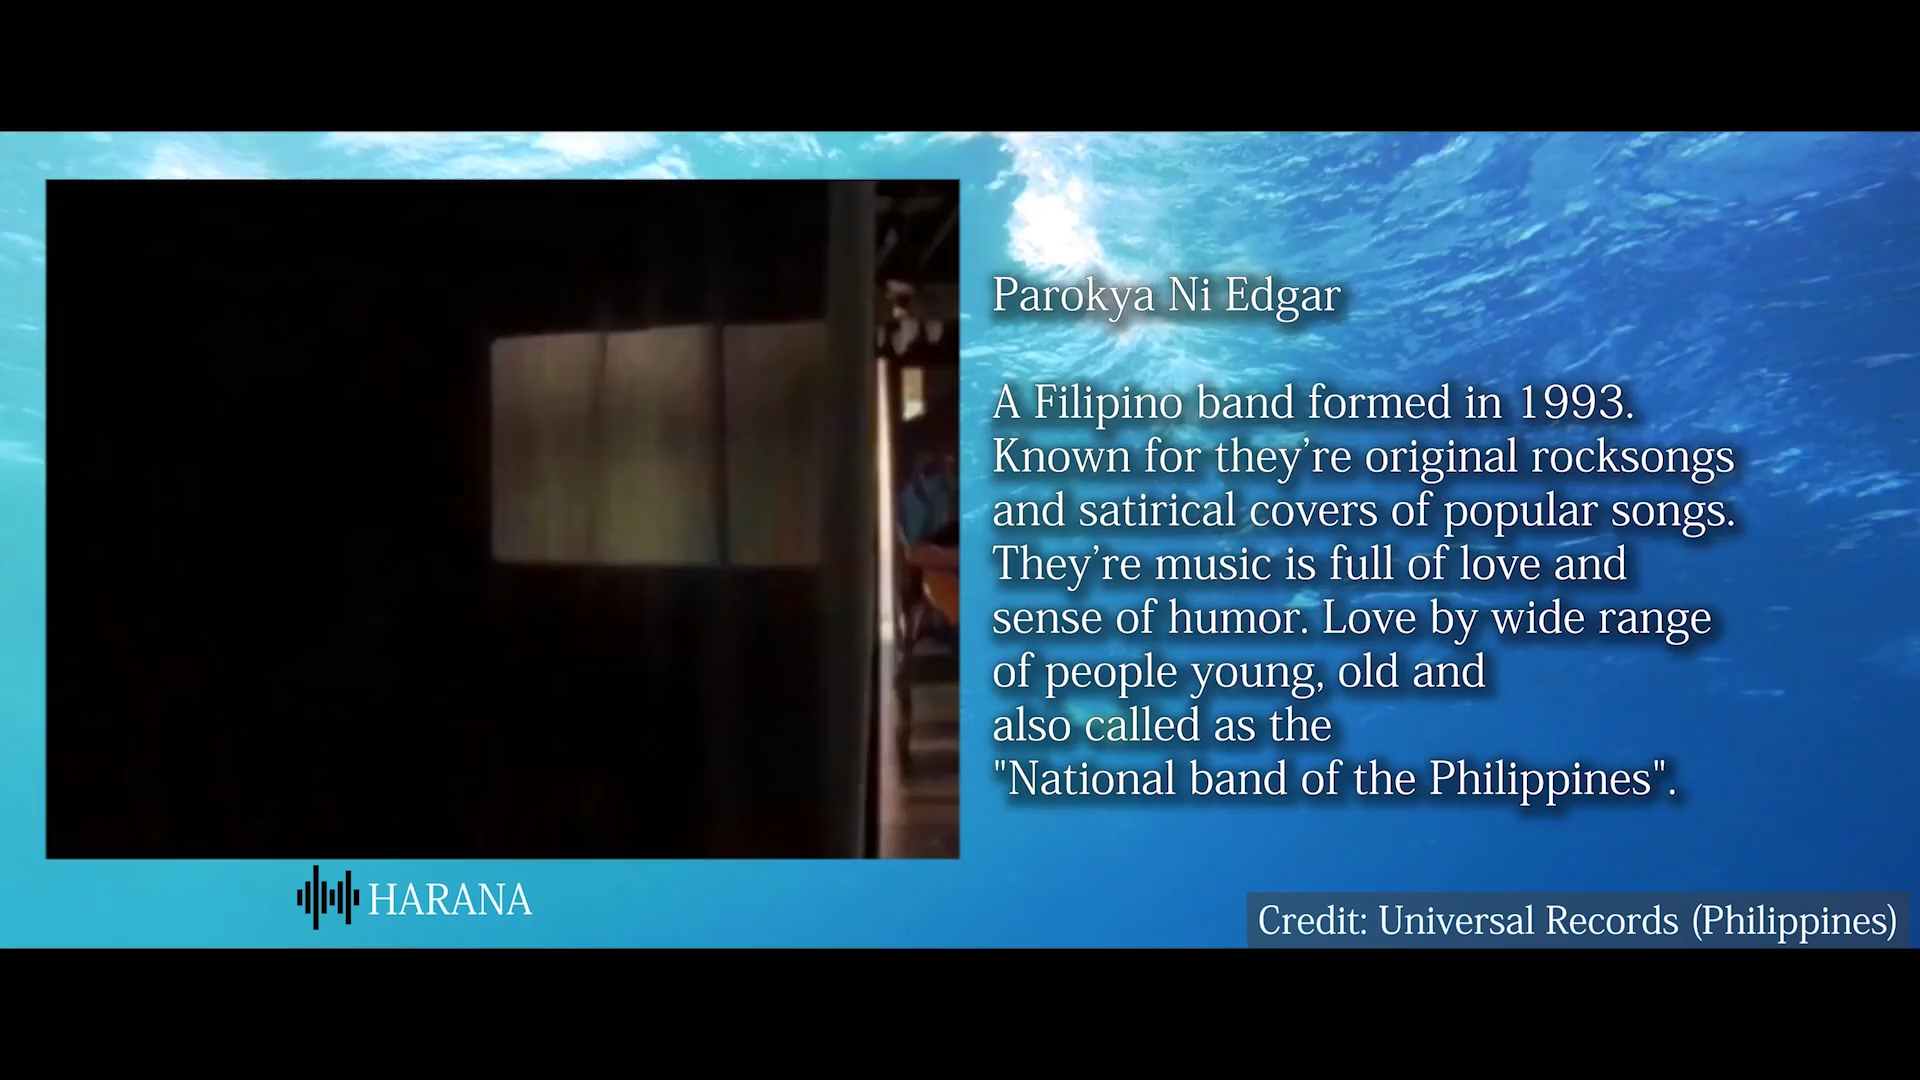 Parokya Ni Edgar
A Filipino band formed in 1993.
Known for they’re original rocksongs
and satirical covers of popular songs.
They’re music is full of love and
sense of humor. Love by wide range
of people young, old and
also called as the
"National band of the Philippines".
HARANA
Credit: Universal Records (Philippines)